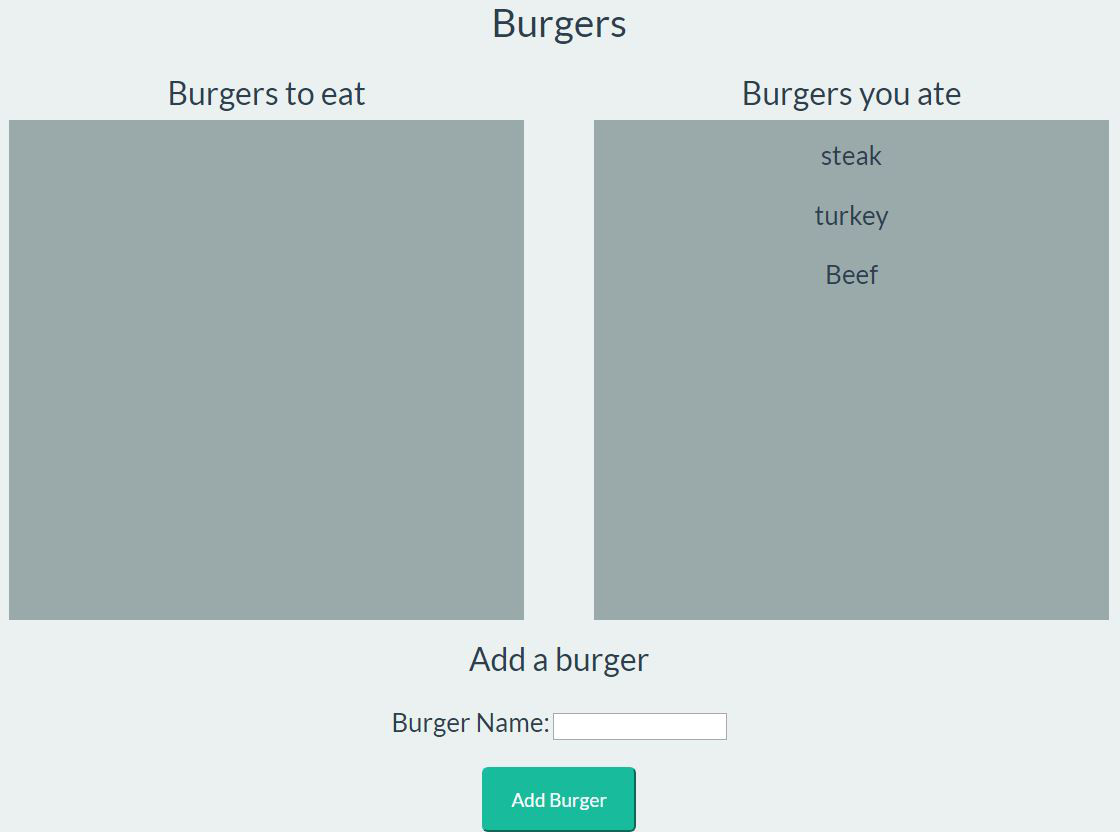 Burgers
Burgers to eat
Burgers you ate
steak
turkey
Beef
Add a burger
Burger Name:
Add Burger